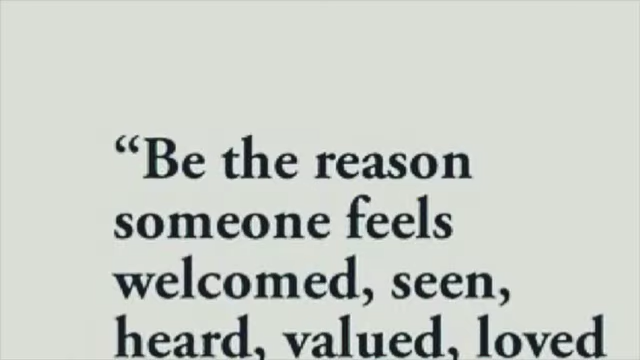 “Be the reason
someone feels
welcomed, seen,
heard, valued, loved